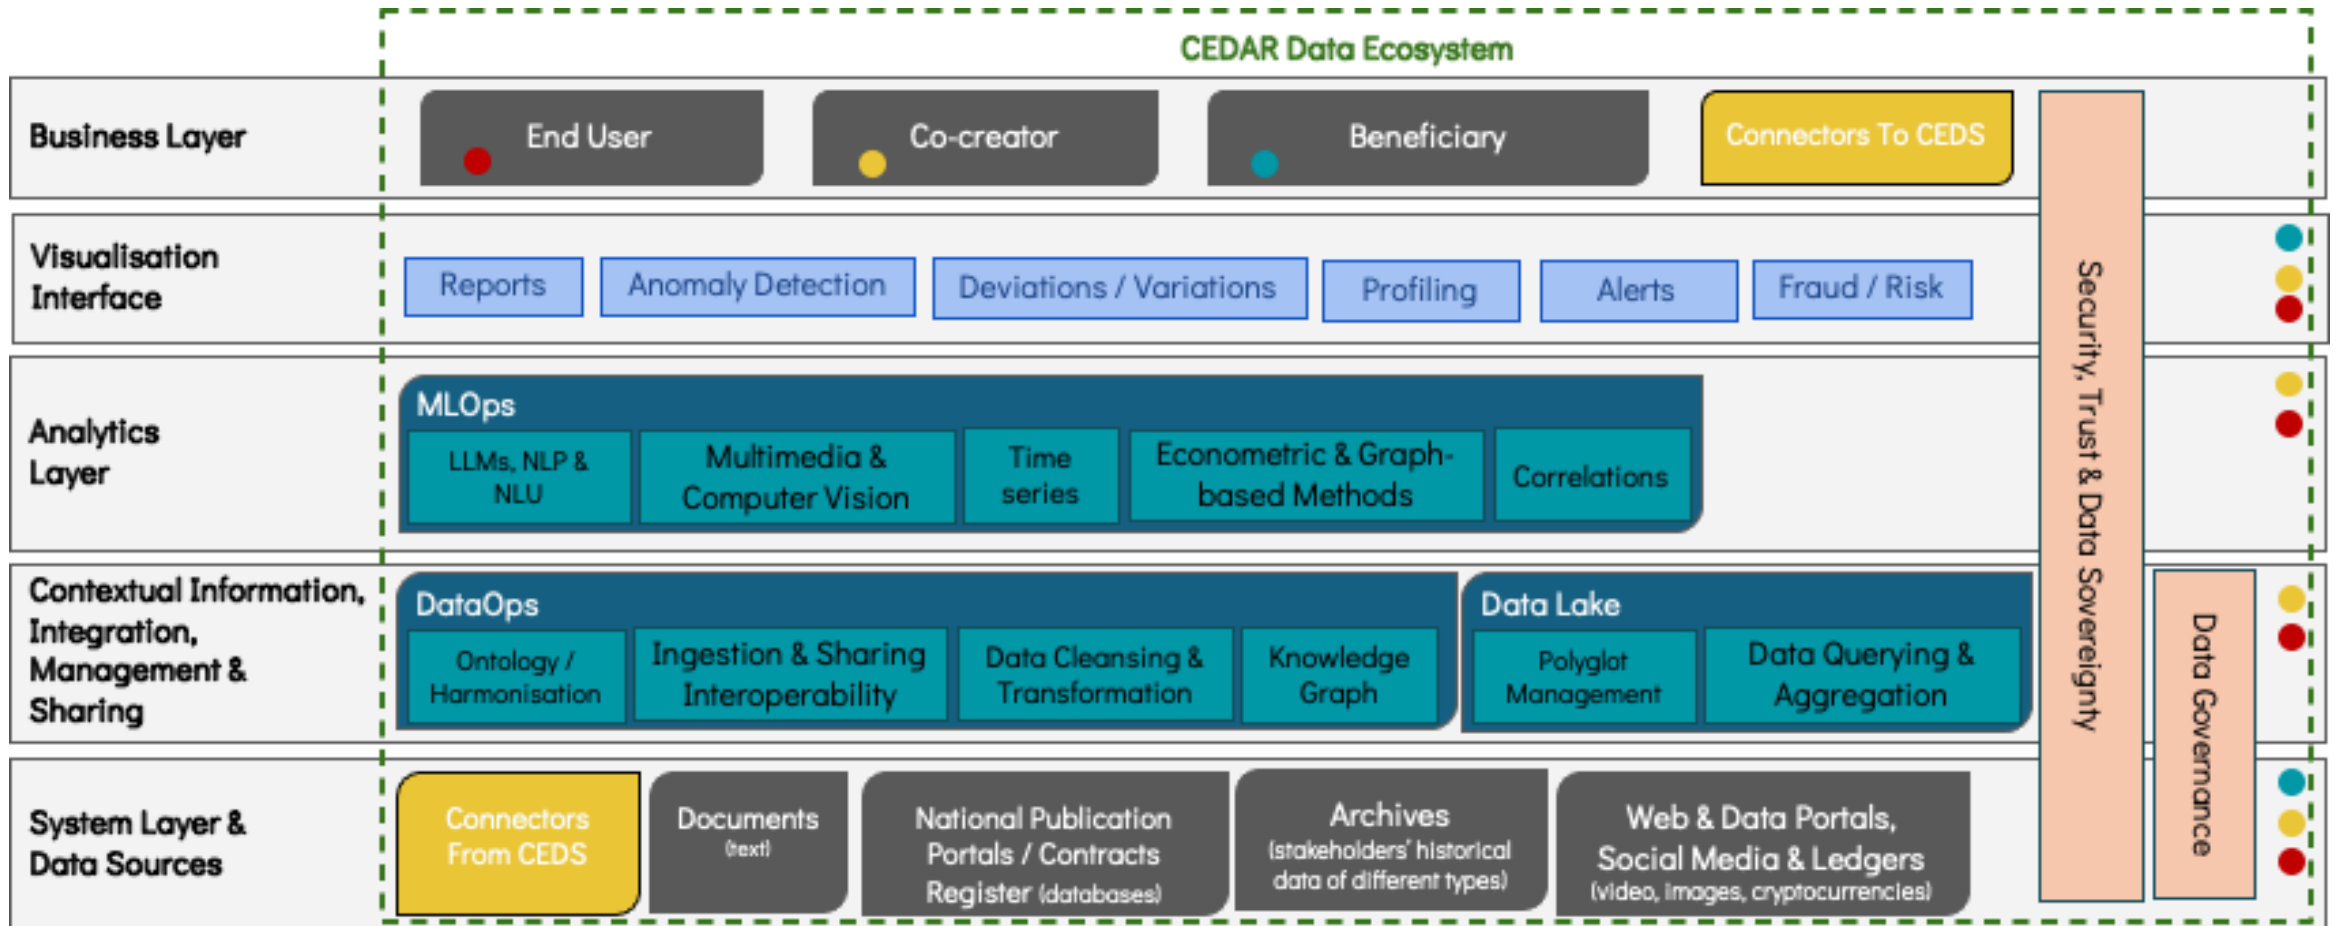 CEDAR Data Ecosystem
Business Layer
End User
Co-creator
Beneficiary
Connectors To CEDS
Visualisation
Interface
Reports
Anomaly Detection
Deviations / Variations
Profiling
Alerts
Fraud / Risk
Analytics
Layer
MLOps
LLMs, NLP &
NLU
Multimedia &
Computer Vision
Time
series
Econometric & Graph-
based Methods
Correlations
Contextual Information,
Integration,
Management &
Sharing
DataOps
Ontology /
Harmonisation
Ingestion & Sharing
Interoperability
Data Cleansing &
Transformation
Knowledge
Graph
Data Lake
Polyglot
Management
Data Querying &
Aggregation
System Layer &
Data Sources
Connectors
From CEDS
Documents
(text)
National Publication
Portals / Contracts
Register (databases)
Archives
(stakeholders' historical
data of different types)
Web & Data Portals,
Social Media & Ledgers
(video, images, cryptocurrencies)
Security, Trust & Data Sovereignty
Data Governance